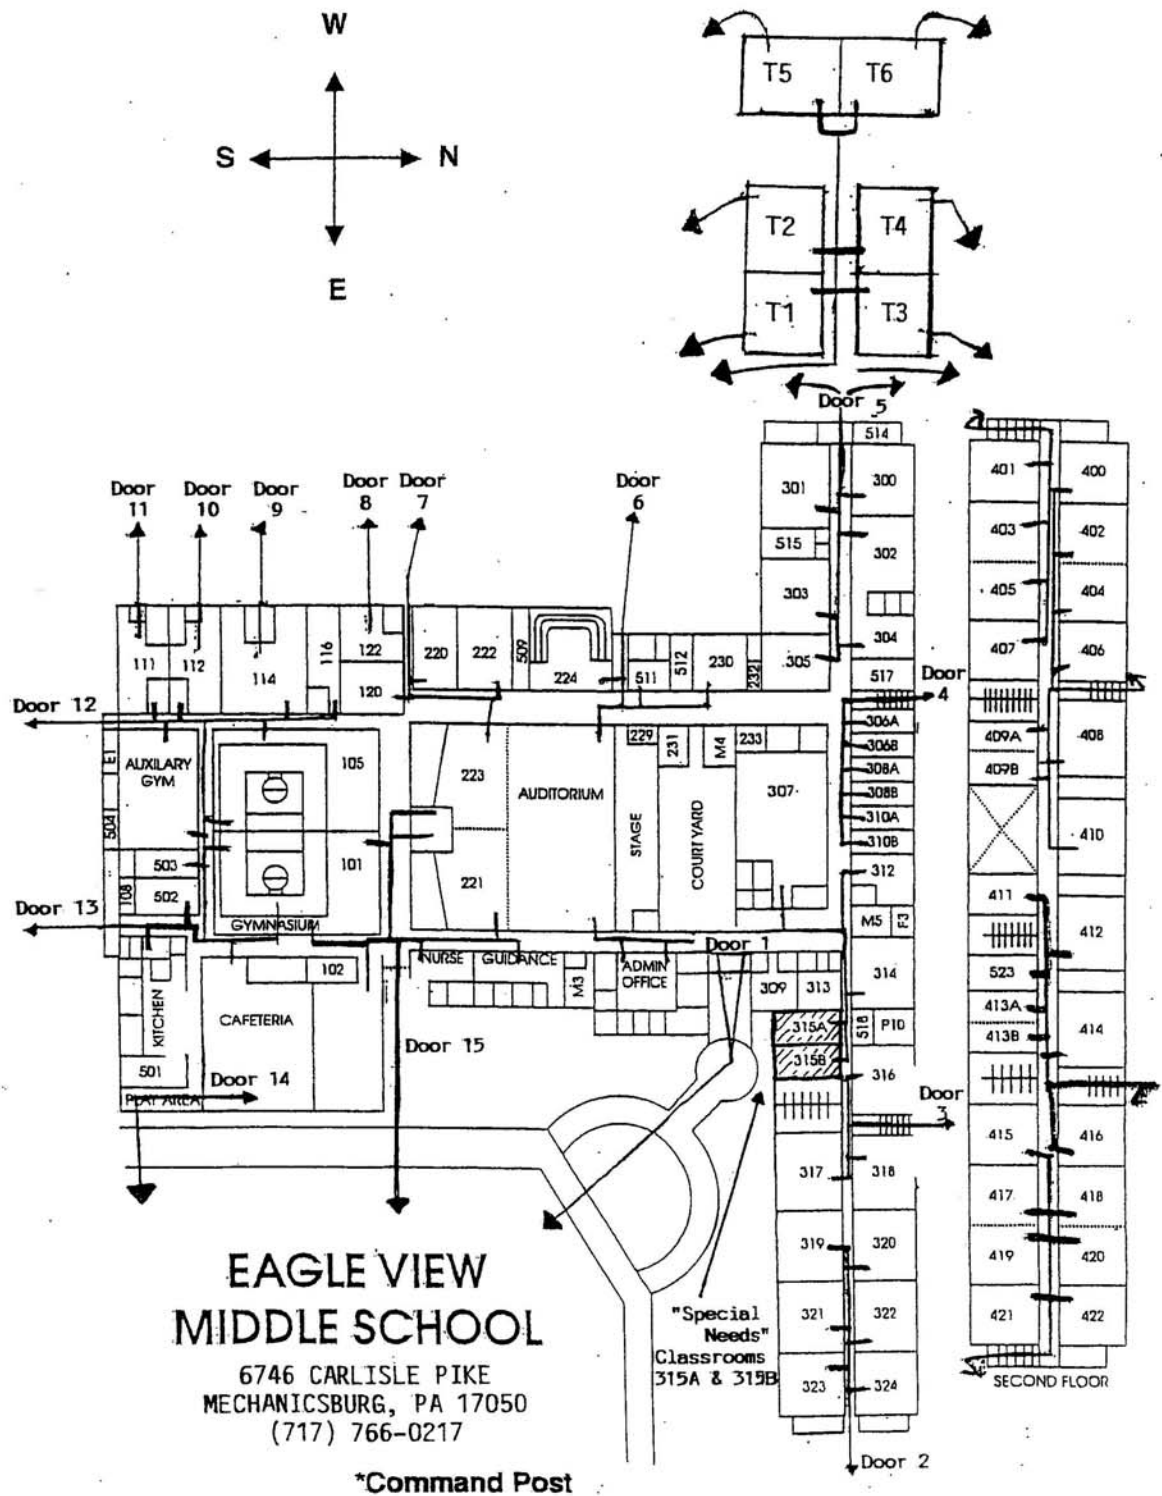 W
S N
E
T5 T6
T2 T4
T1 T3
Door 5
514
301 300
515
302
303
304
305
517
Door 11
Door 10
Door 9
Door 8
Door 7
Door 6
111 112 114 116 122 120
220 222 509 224 511 512 230 232
Door 4
Door 12
306A
306B
308A
308B
310A
310B
312
M5 F3
314
E1
AUXILARY GYM
504
503
108 502
105
101
GYMNASIUM
223
221
AUDITORIUM
229
STAGE
231
M4
COURT YARD
233
307
Door 13
Door 1
NURSE GUIDANCE
M3
ADMIN OFFICE
309 313
315A
315B
518 P10
316
102
KITCHEN
CAFETERIA
501
PLAY AREA
Door 14
Door 15
Door 3
317 318
319 320
321 322
323 324
Door 2
401 400
403 402
405 404
407 406
409A
409B
408
410
411
412
523
413A
413B
414
415 416
417 418
419 420
421 422
SECOND FLOOR
"Special Needs"
Classrooms
315A & 315B
EAGLE VIEW
MIDDLE SCHOOL
6746 CARLISLE PIKE
MECHANICSBURG, PA 17050
(717) 766-0217
*Command Post